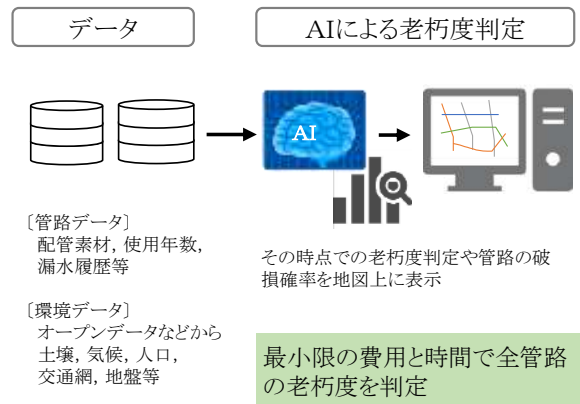 データ
AIによる老朽度判定
AI
〔管路データ〕
配管素材, 使用年数,
漏水履歴等
〔環境データ〕
オープンデータなどから
土壌, 気候, 人口,
交通網, 地盤等
その時点での老朽度判定や管路の破
損確率を地図上に表示
最小限の費用と時間で全管路
の老朽度を判定